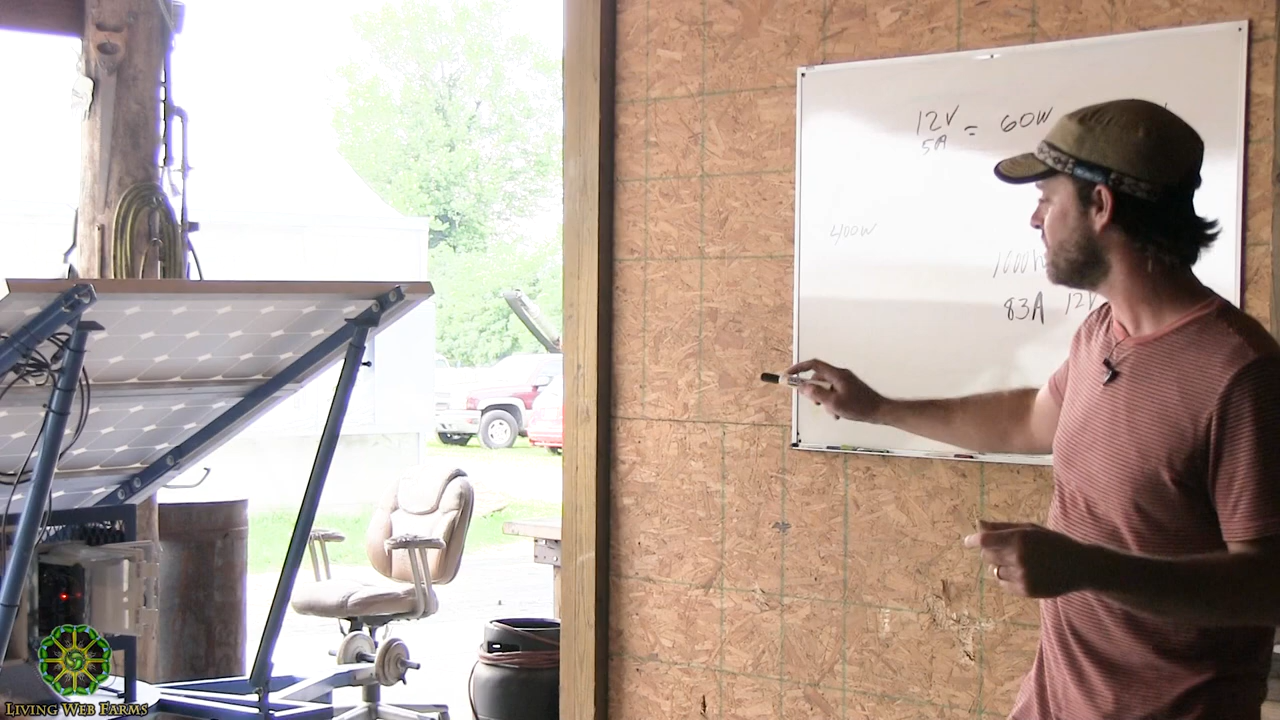 12V = 60W
5A
400W
1000W
83A 12V
LIVING WEB FARMS